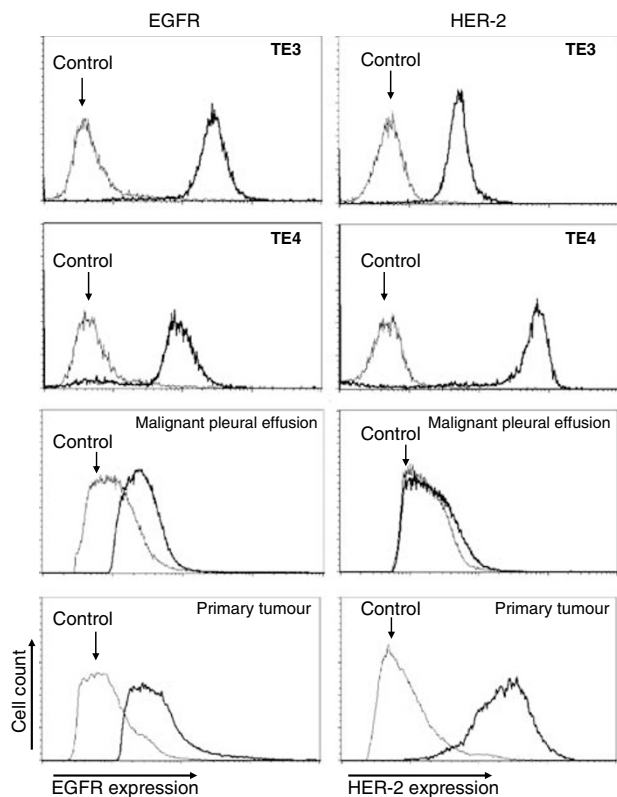 EGFR
HER-2
TE3
Control
TE3
Control
TE4
Control
TE4
Control
Malignant pleural effusion
Control
Malignant pleural effusion
Control
Primary tumour
Control
Primary tumour
Control
Cell count
EGFR expression
HER-2 expression